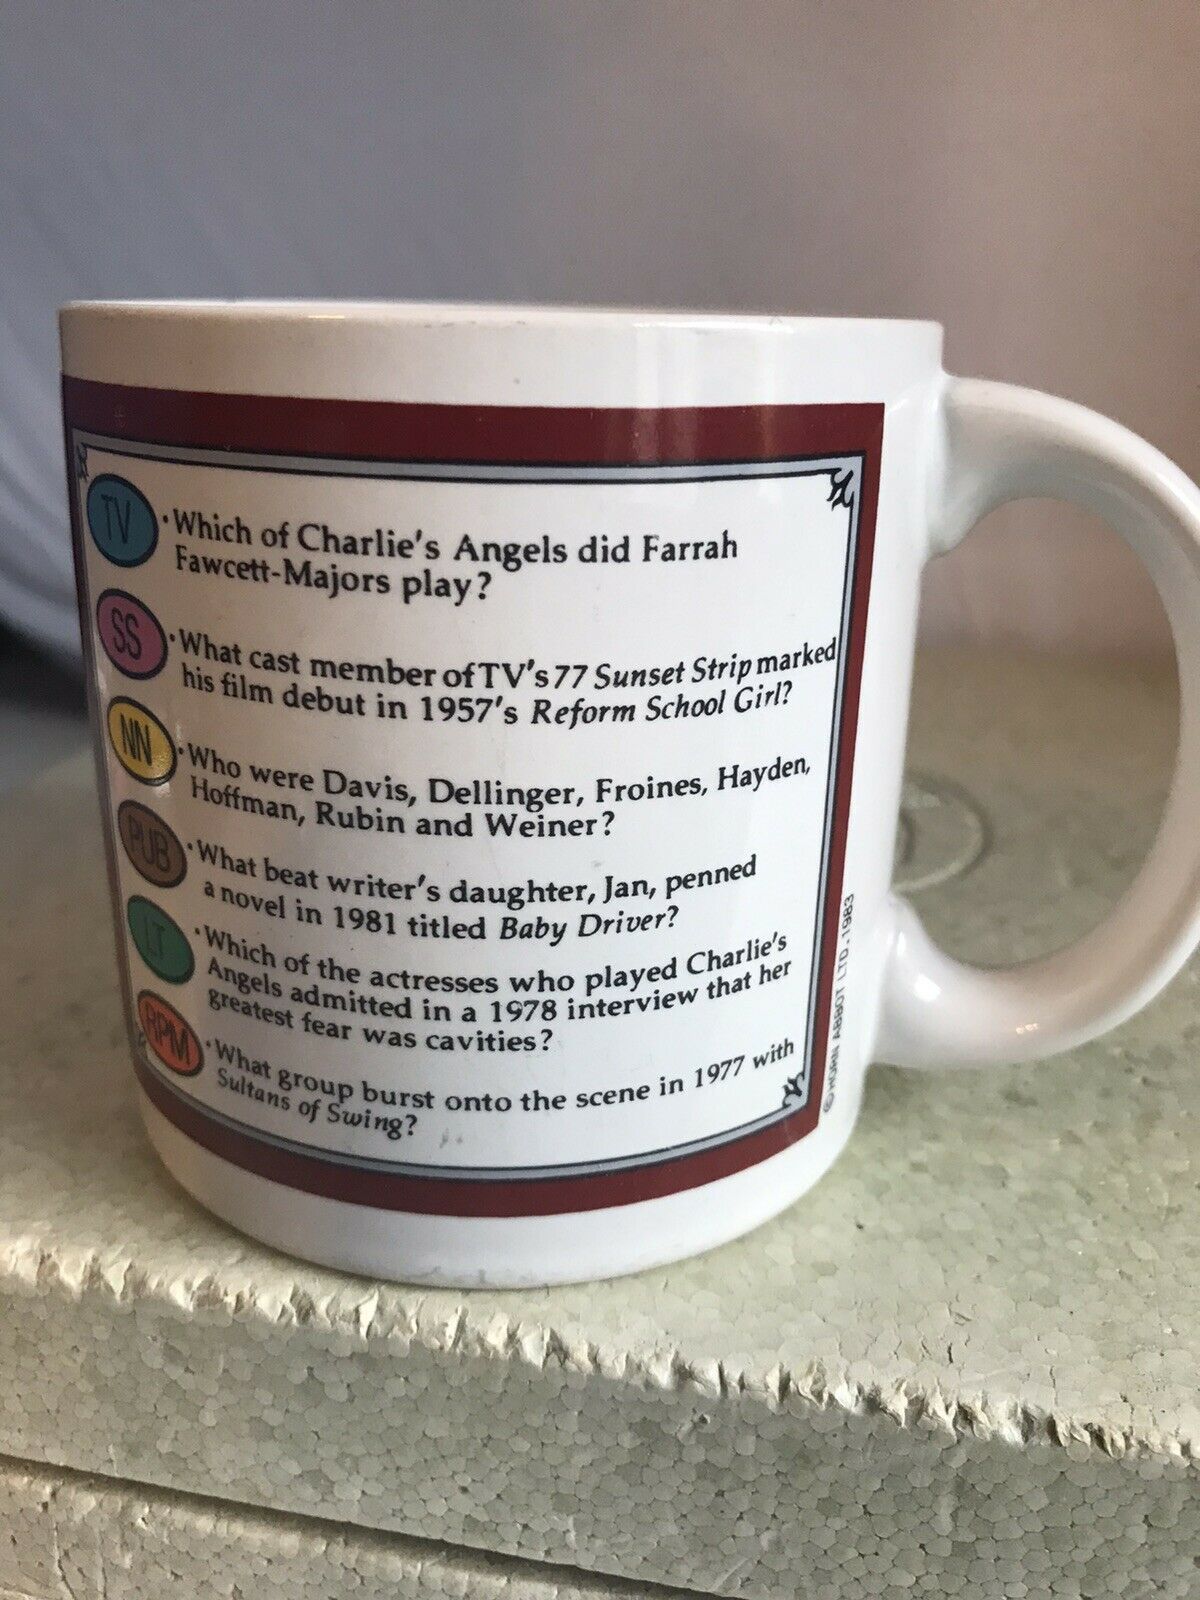 TV
• Which of Charlie's Angels did Farrah
Fawcett-Majors play?
SS
• What cast member of TV's 77 Sunset Strip marked
his film debut in 1957's Reform School Girl?
NN
• Who were Davis, Dellinger, Froines, Hayden,
Hoffman, Rubin and Weiner?
PUB
• What beat writer's daughter, Jan, penned
a novel in 1981 titled Baby Driver?
LT
• Which of the actresses who played Charlie's
Angels admitted in a 1978 interview that her
greatest fear was cavities?
RPM
• What group burst onto the scene in 1977 with
Sultans of Swing?
© HORN ABBOT LTD. 1983